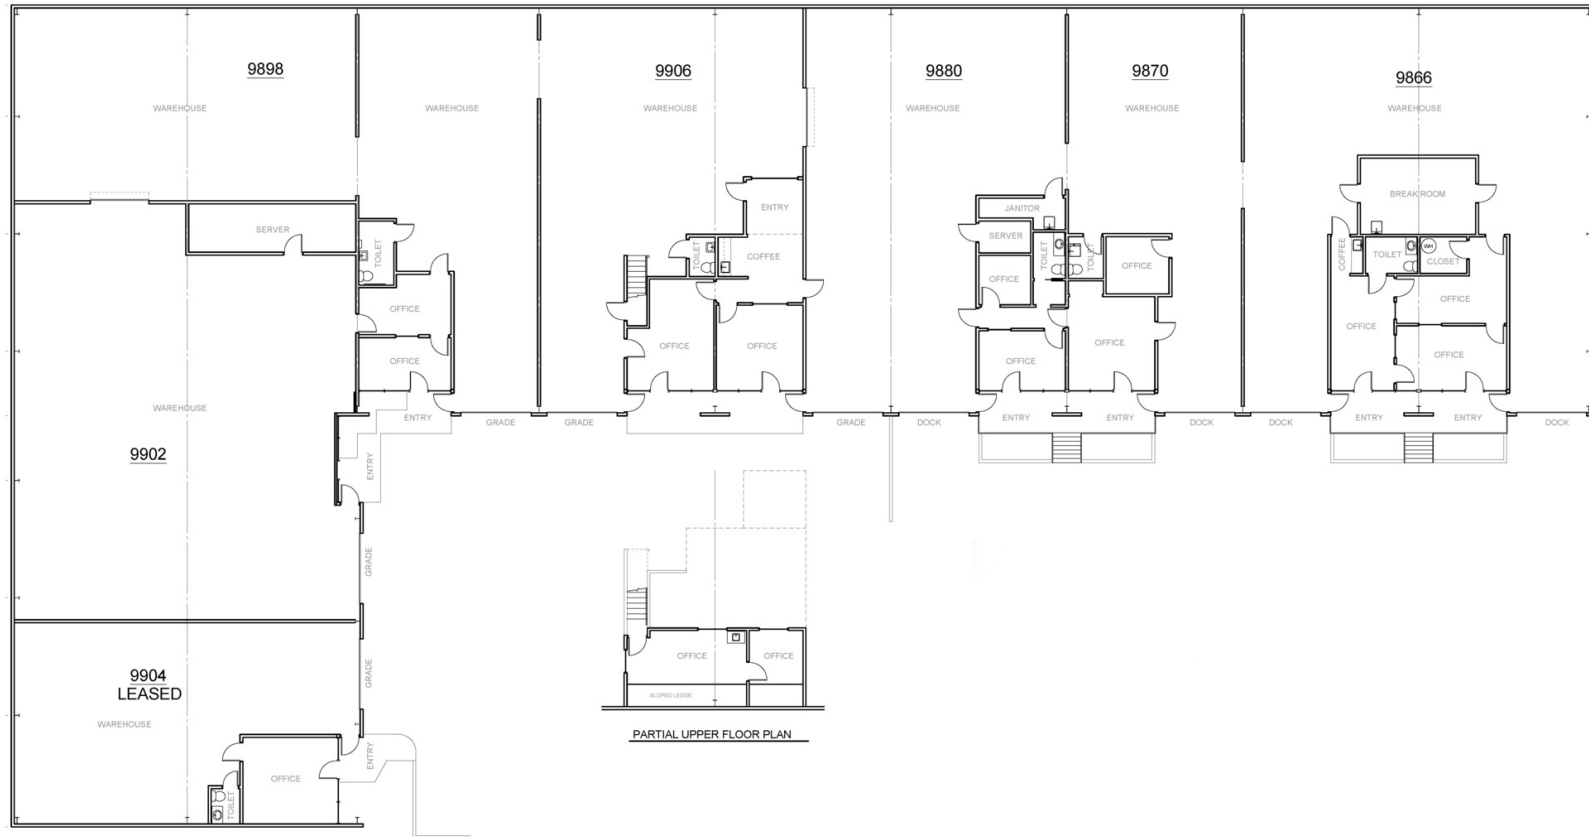 9898
9906
9880
9870
9866
WAREHOUSE
WAREHOUSE
WAREHOUSE
WAREHOUSE
WAREHOUSE
WAREHOUSE
BREAK ROOM
ENTRY
JANITOR
SERVER
SERVER
TOILET
TOILET
COFFEE
TOILET
TOILET
OFFICE
COFFEE
TOILET
WH
CLOSET
OFFICE
OFFICE
OFFICE
OFFICE
OFFICE
OFFICE
OFFICE
OFFICE
OFFICE
OFFICE
OFFICE
WAREHOUSE
ENTRY
GRADE
GRADE
GRADE
DOCK
ENTRY
ENTRY
DOCK
DOCK
ENTRY
ENTRY
DOCK
9902
ENTRY
GRADE
9904
LEASED
GRADE
WAREHOUSE
ENTRY
OFFICE
TOILET
OFFICE
OFFICE
SLOPED LEDGE
PARTIAL UPPER FLOOR PLAN